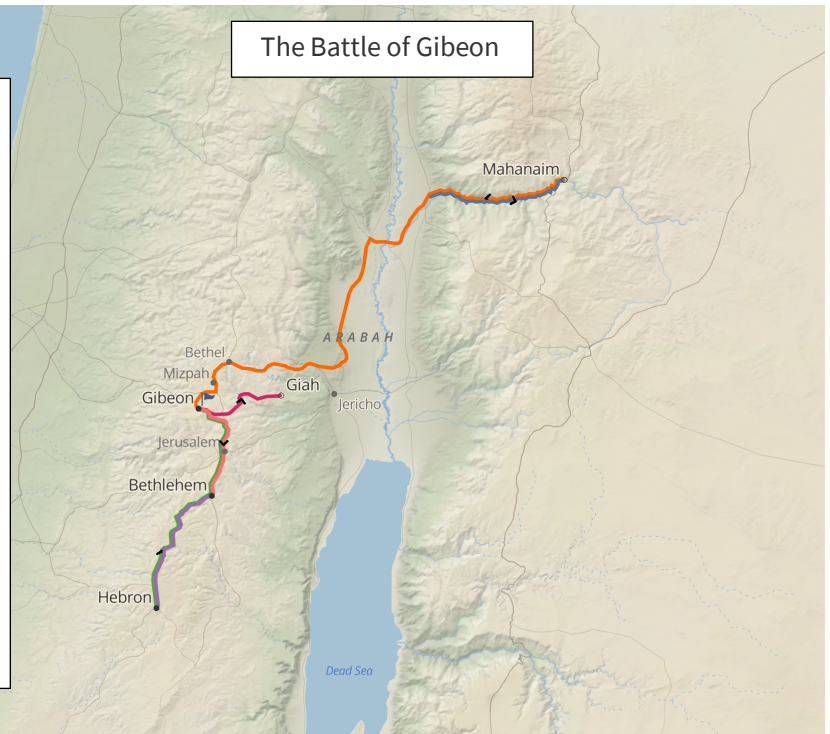 The Battle of Gibeon
Mahanaim
ARABAH
Bethel
Mizpah
Giah
Gibeon
Jericho
Jerusalem
Bethlehem
Hebron
Dead Sea